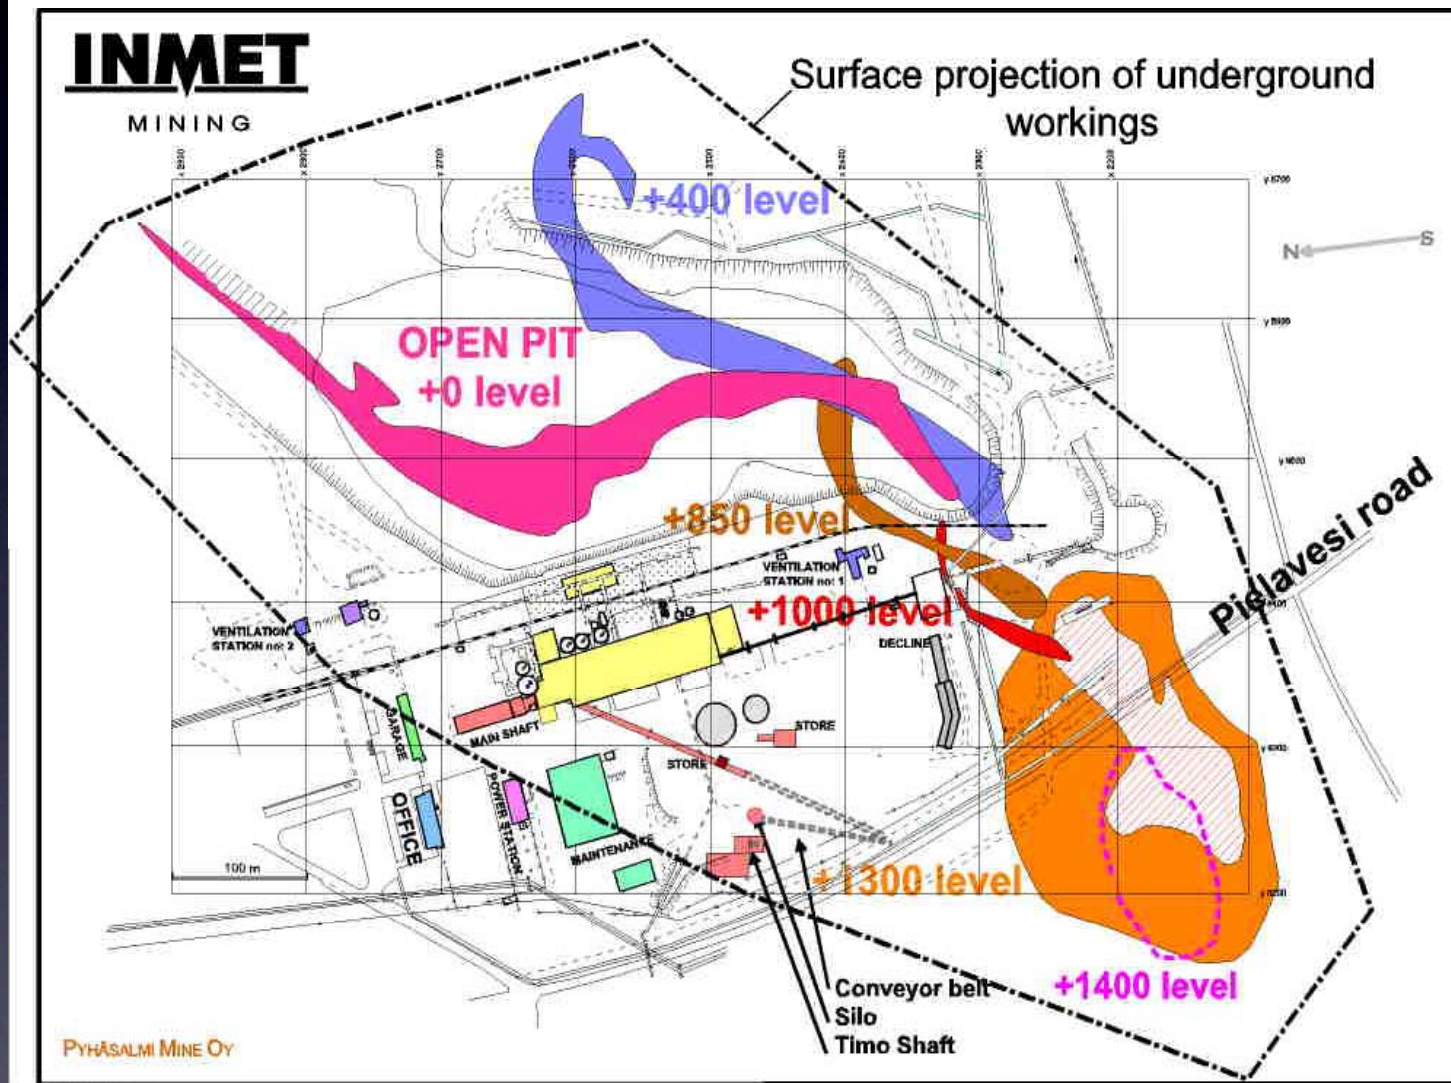 INMET
MINING
Surface projection of underground
workings
+400 level
N
S
OPEN PIT
+0 level
+850 level
VENTILATION
STATION no: 1
+1000 level
VENTILATION
STATION no: 2
DECLINE
Pielavesi road
GARAGE
MAIN SHAFT
STORE
STORE
OFFICE
POWER STATION
MAINTENANCE
100 m
+1300 level
+1400 level
Conveyor belt
Silo
Timo Shaft
PYHÄSALMI MINE OY